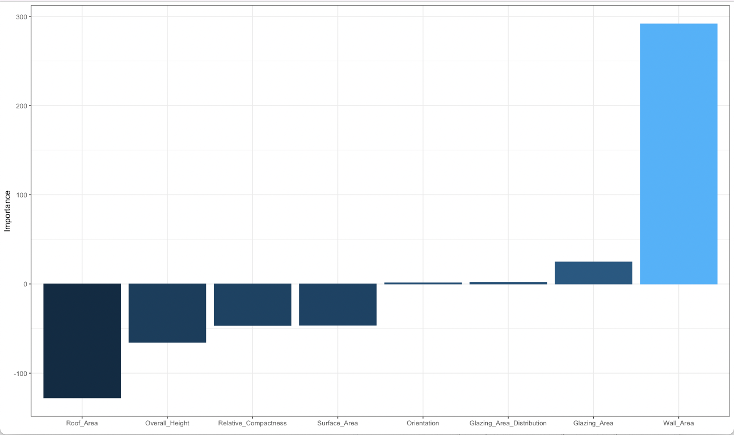 Importance
300
200
100
0
-100
Roof_Area Overall_Height Relative_Compactness Surface_Area Orientation Glazing_Area_Distribution Glazing_Area Wall_Area